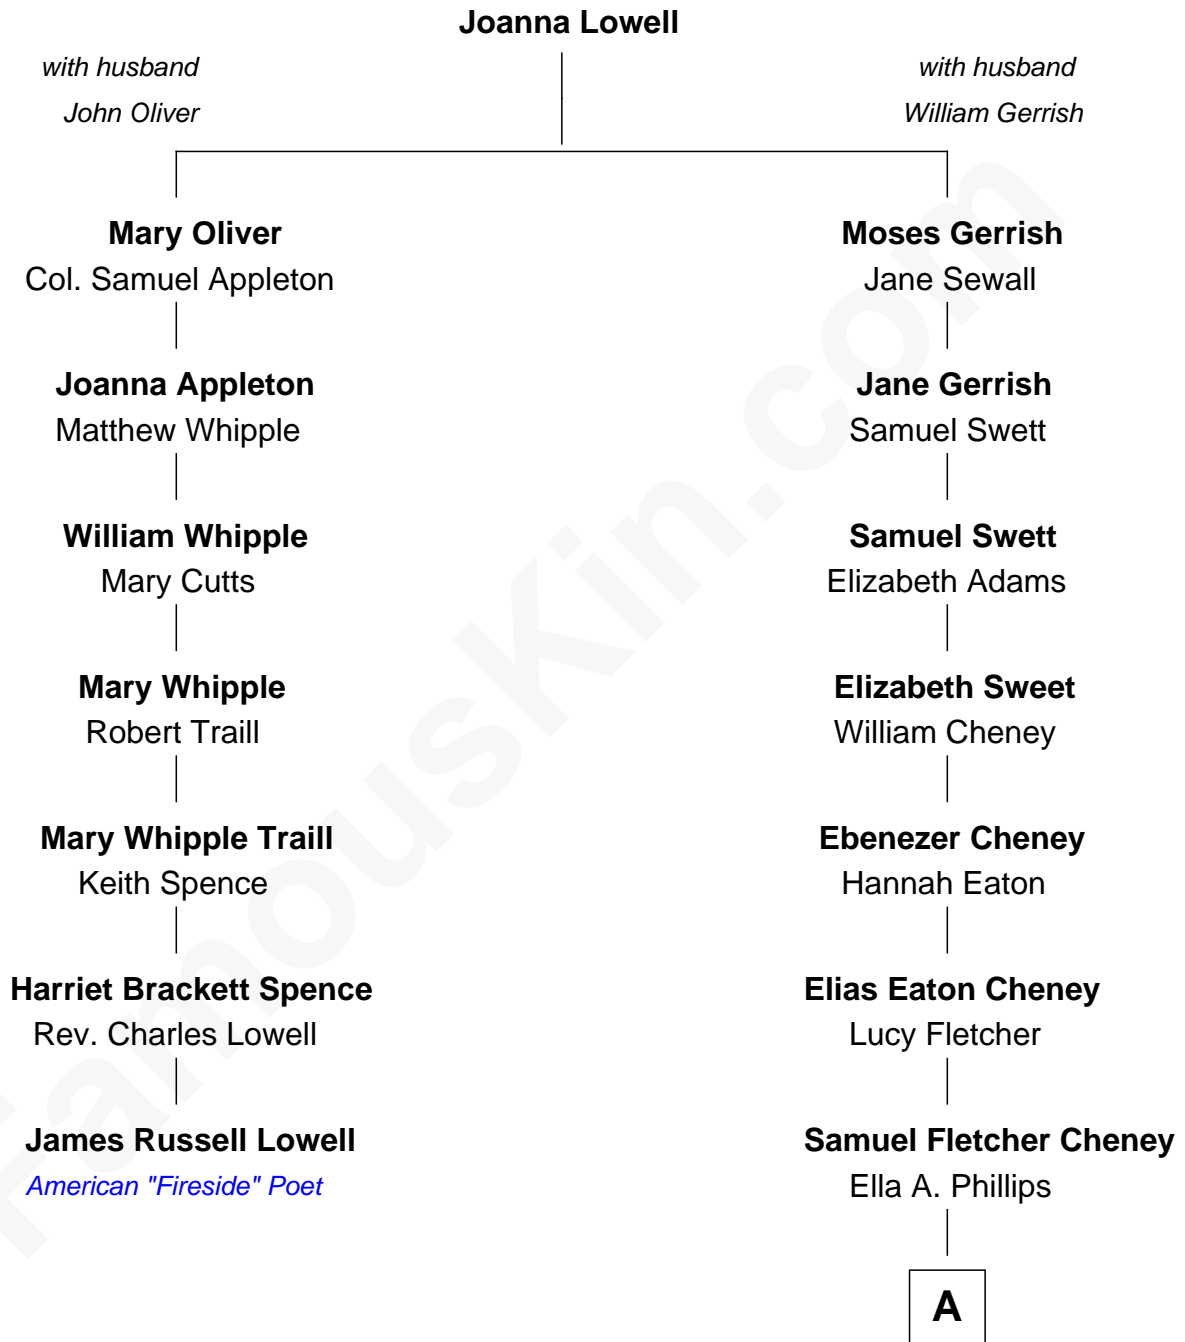 Joanna Lowell
with husband
John Oliver
with husband
William Gerrish
Mary Oliver
Col. Samuel Appleton
Moses Gerrish
Jane Sewall
Joanna Appleton
Matthew Whipple
Jane Gerrish
Samuel Swett
William Whipple
Mary Cutts
Samuel Swett
Elizabeth Adams
Mary Whipple
Robert Traill
Elizabeth Sweet
William Cheney
Mary Whipple Traill
Keith Spence
Ebenezer Cheney
Hannah Eaton
Harriet Brackett Spence
Rev. Charles Lowell
Elias Eaton Cheney
Lucy Fletcher
James Russell Lowell
American "Fireside" Poet
Samuel Fletcher Cheney
Ella A. Phillips
A
FamousKin.com